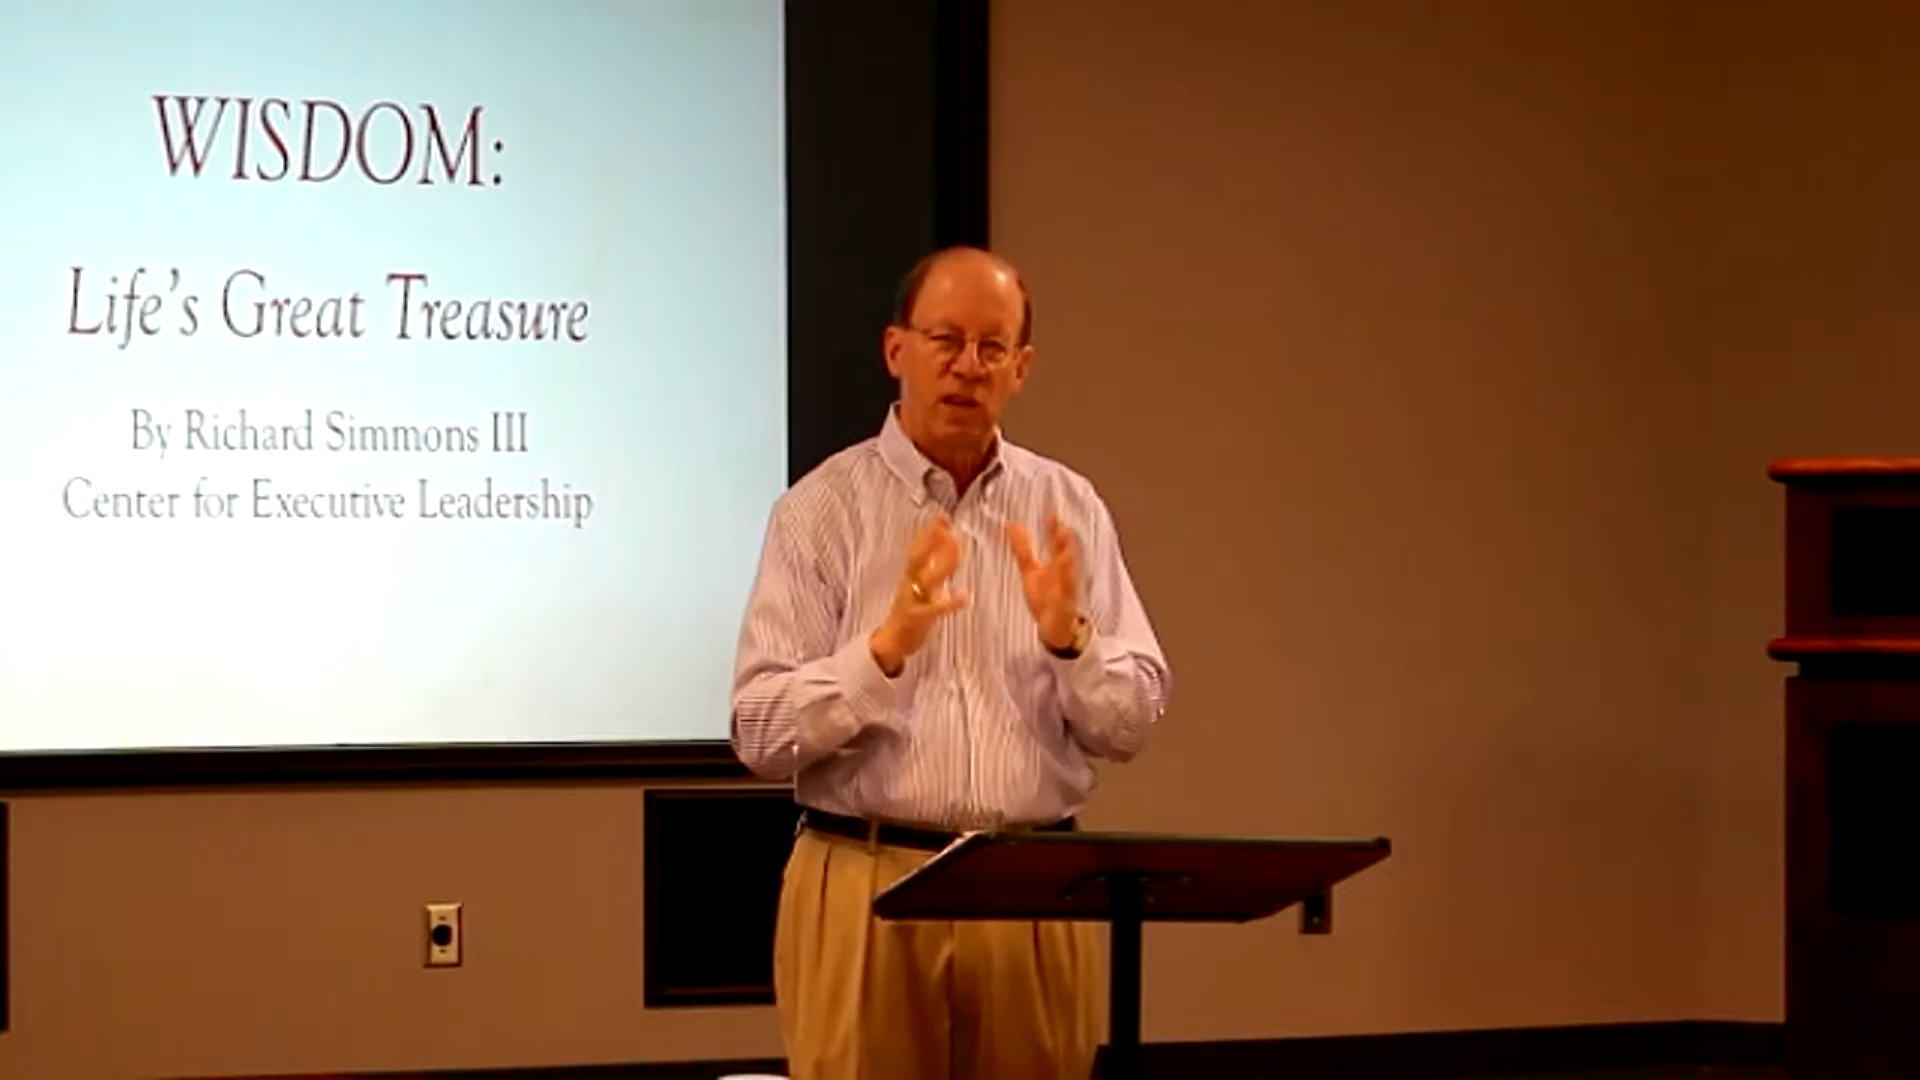 WISDOM:
Life's Great Treasure
By Richard Simmons III
Center for Executive Leadership